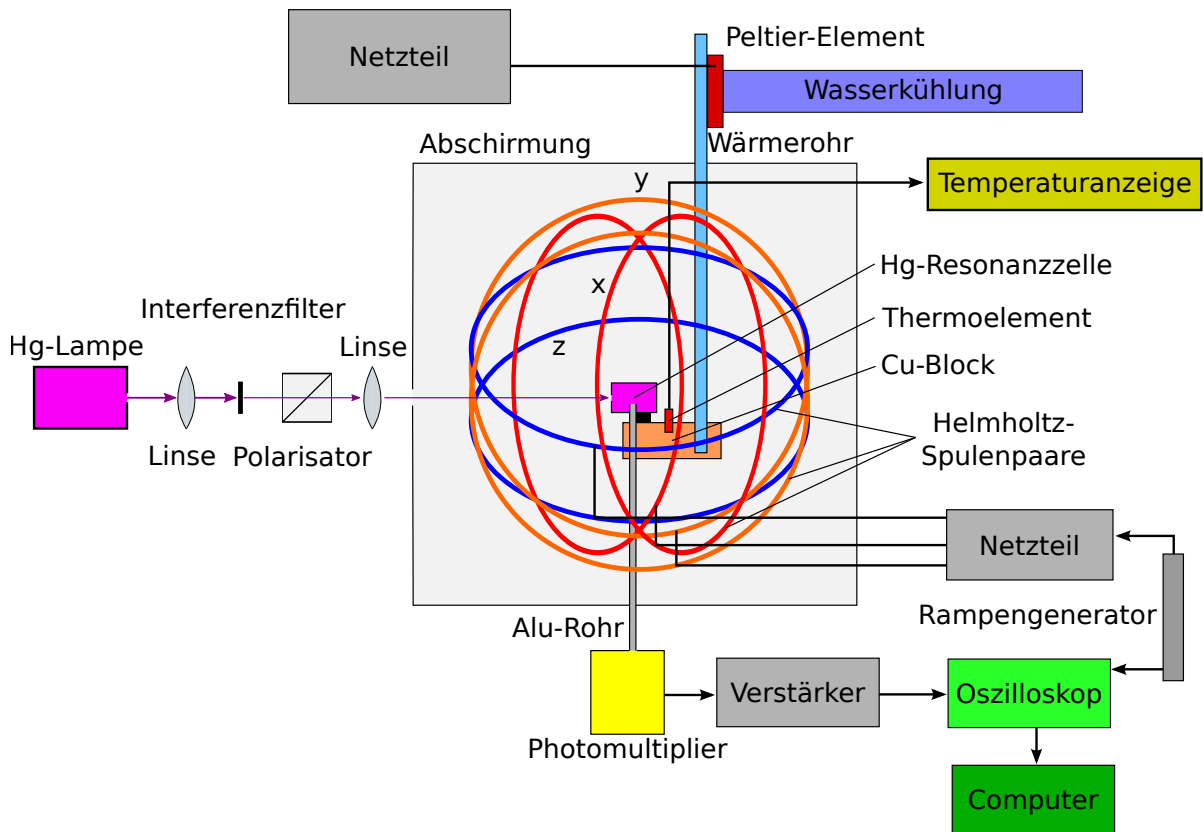 Netzteil
Peltier-Element
Wasserkühlung
Abschirmung
Wärmerohr
y
Temperaturanzeige
Hg-Resonanzzelle
x
Interferenzfilter
Thermoelement
Hg-Lampe
Linse
z
Cu-Block
Linse
Polarisator
Helmholtz-
Spulenpaare
Netzteil
Rampengenerator
Alu-Rohr
Verstärker
Oszilloskop
Photomultiplier
Computer